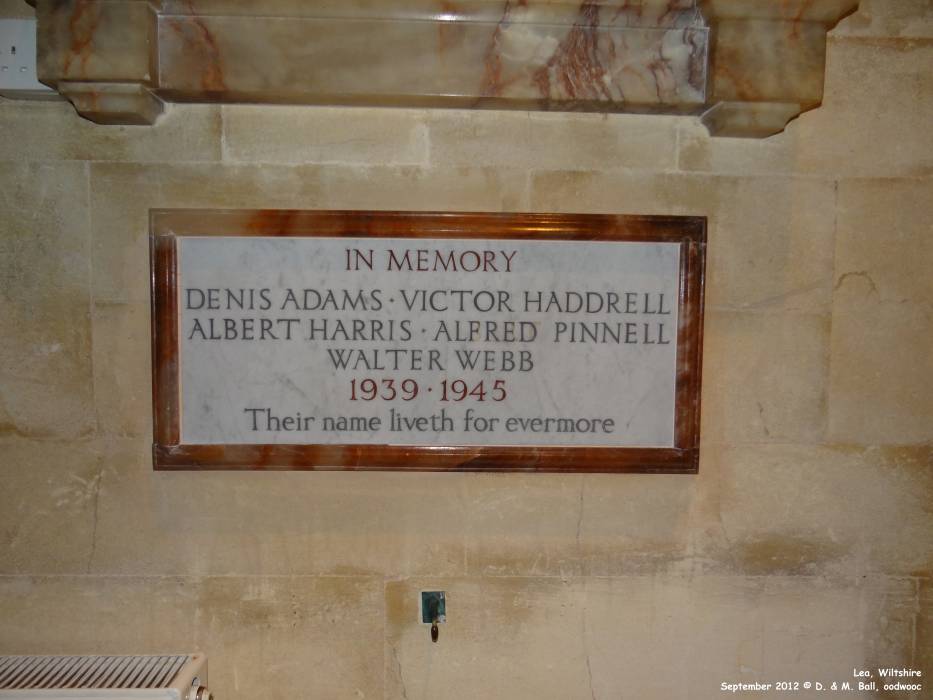 IN MEMORY
DENIS ADAMS · VICTOR HADDRELL
ALBERT HARRIS · ALFRED PINNELL
WALTER WEBB
1939 · 1945
Their name liveth for evermore
Lea, Wiltshire
September 2012 © D. & M. Ball, oodwooc